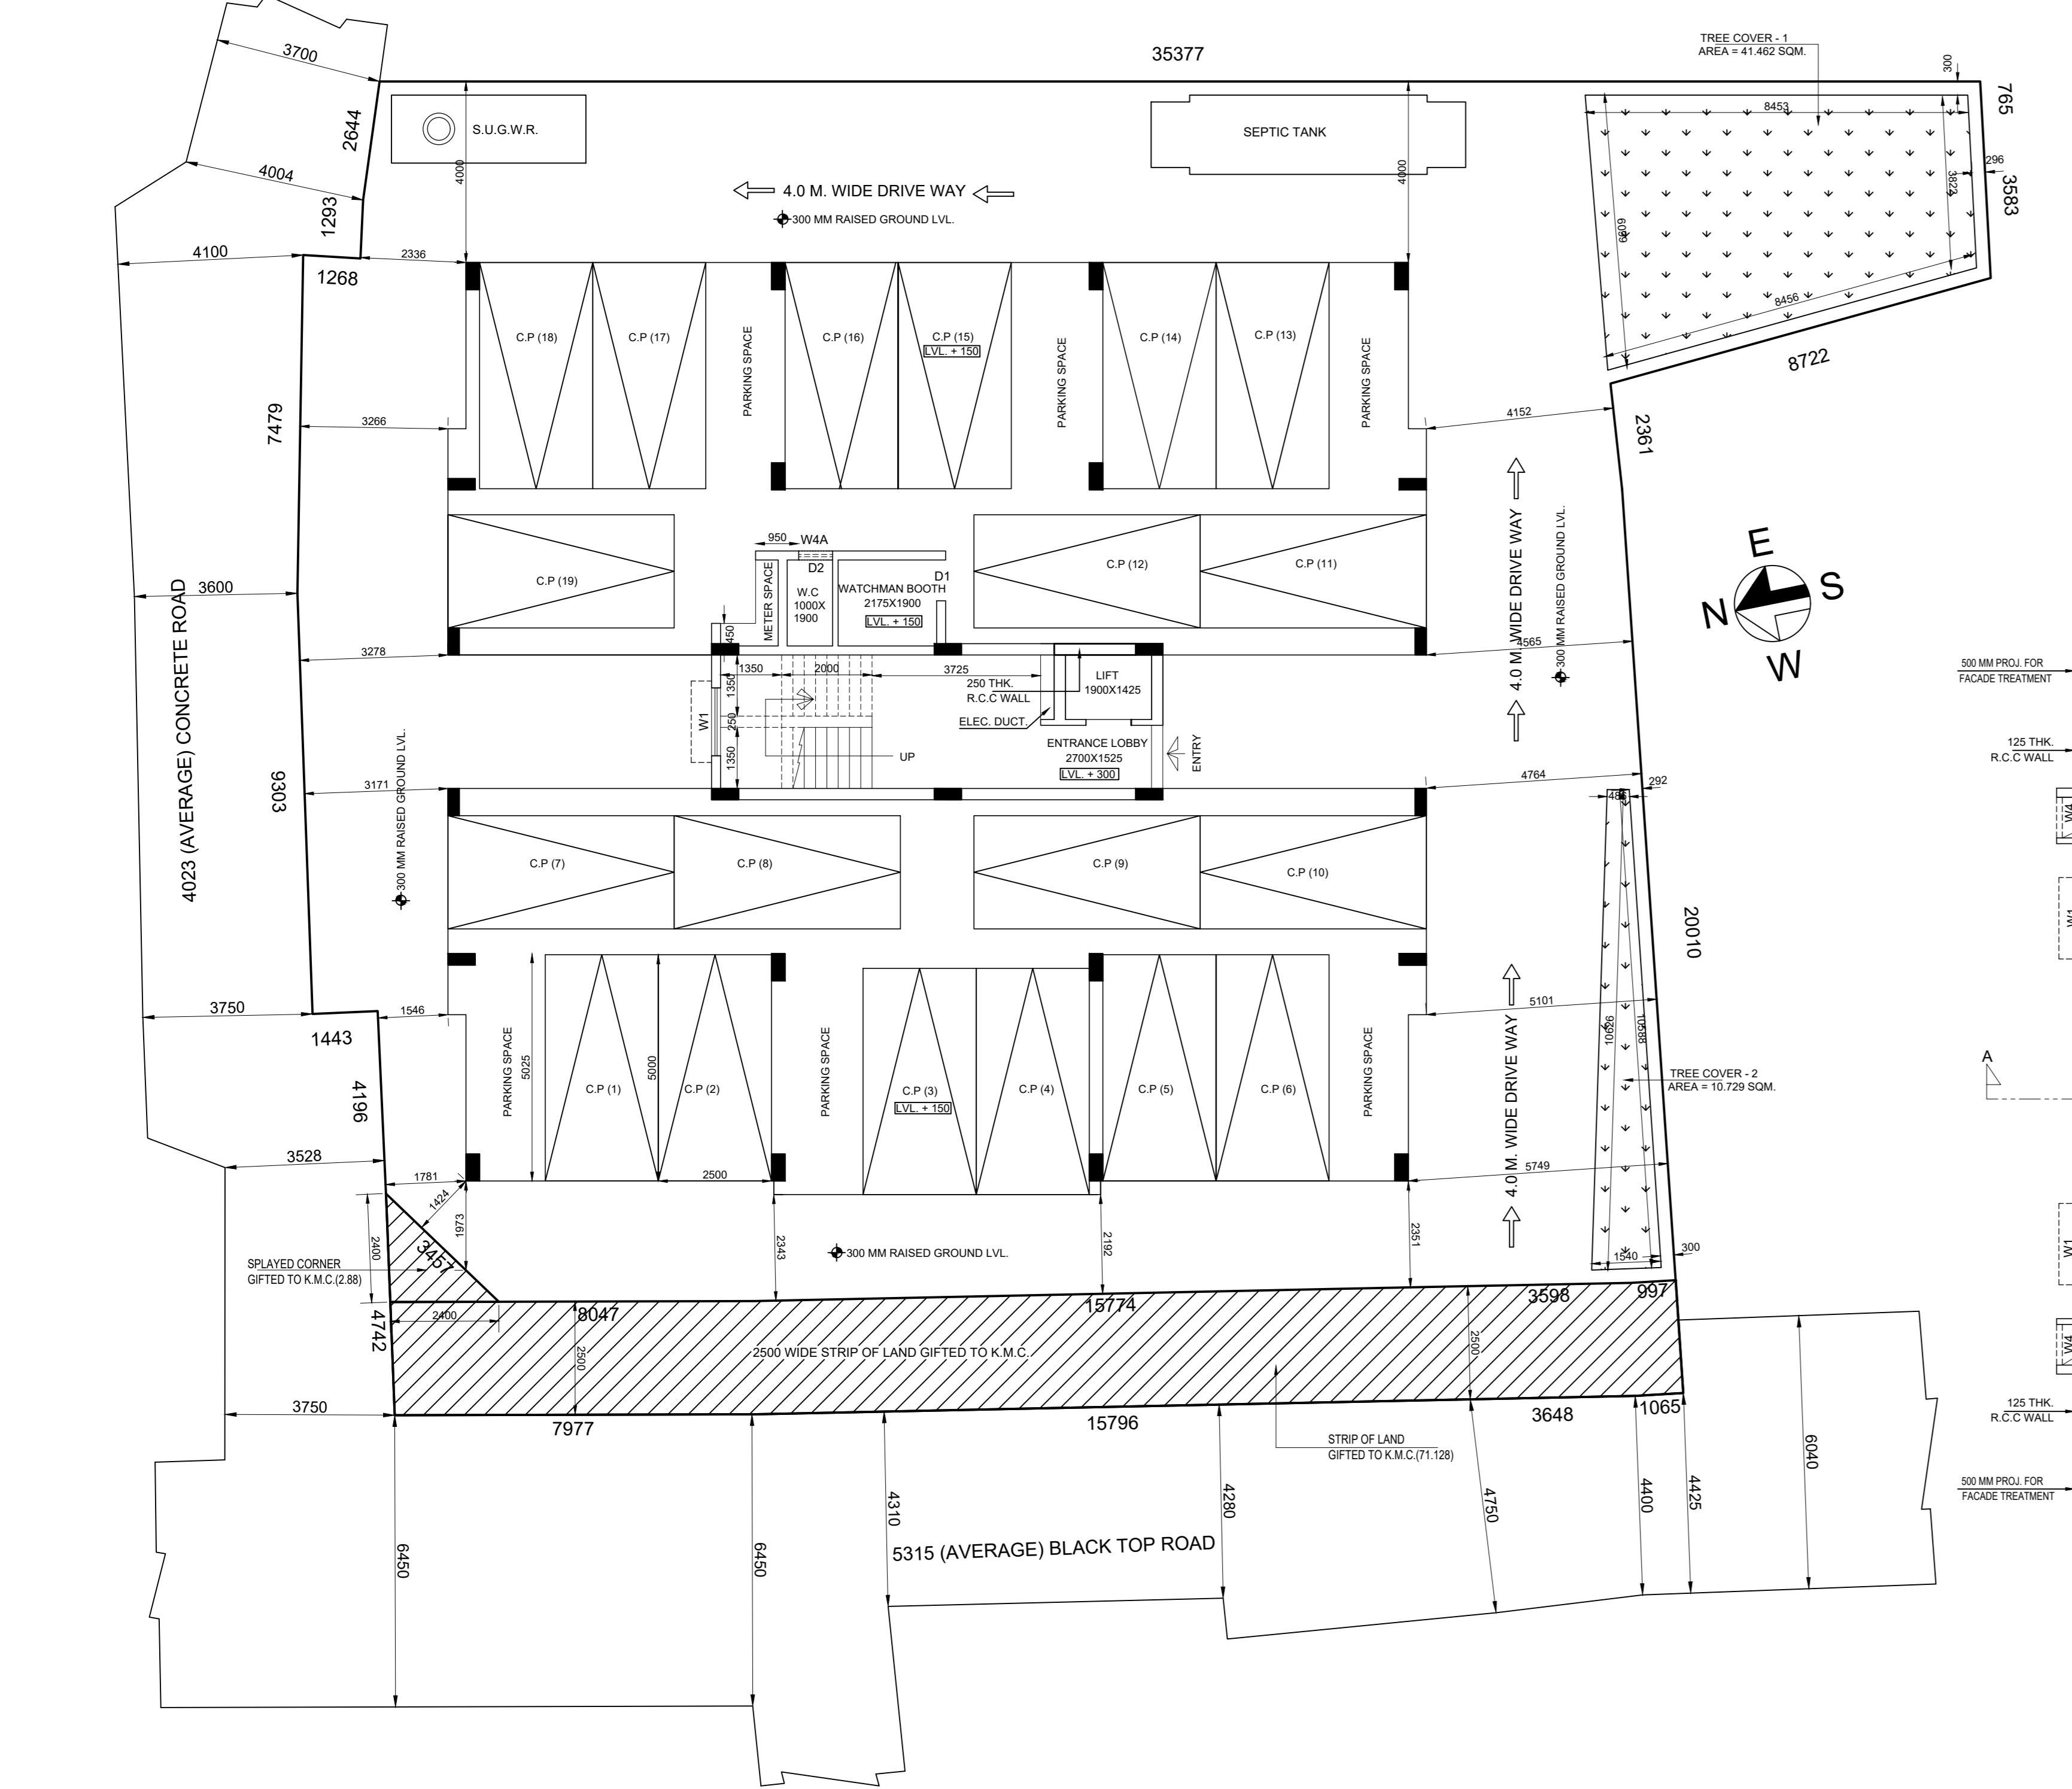 35377
TREE COVER - 1
AREA = 41.462 SQM.
300
765
3700
2644
S.U.G.W.R.
SEPTIC TANK
8453
4004
4000
4000
296
3583
3823
4.0 M. WIDE DRIVE WAY
300 MM RAISED GROUND LVL.
1293
6099
4100
1268
2336
8456
8722
C.P (18)
C.P (17)
PARKING SPACE
C.P (16)
C.P (15)
LVL. + 150
PARKING SPACE
C.P (14)
C.P (13)
PARKING SPACE
7479
3266
4152
2361
4.0 M. WIDE DRIVE WAY
300 MM RAISED GROUND LVL.
E
N
S
W
950
W4A
D2
METER SPACE
W.C
1000X
1900
D1
WATCHMAN BOOTH
2175X1900
LVL. + 150
C.P (19)
C.P (12)
C.P (11)
4023 (AVERAGE) CONCRETE ROAD
3600
450
3278
4565
1350
2000
3725
1350
250
1350
W1
250 THK.
R.C.C WALL
LIFT
1900X1425
ELEC. DUCT.
ENTRANCE LOBBY
2700X1525
LVL. + 300
ENTRY
UP
500 MM PROJ. FOR
FACADE TREATMENT
125 THK.
R.C.C WALL
9303
3171
300 MM RAISED GROUND LVL.
4764
292
486
W4
W1
C.P (7)
C.P (8)
C.P (9)
C.P (10)
20010
3750
1443
1546
5101
4.0 M. WIDE DRIVE WAY
10626
10588
PARKING SPACE
5025
5000
C.P (1)
C.P (2)
PARKING SPACE
C.P (3)
LVL. + 150
C.P (4)
C.P (5)
C.P (6)
PARKING SPACE
TREE COVER - 2
AREA = 10.729 SQM.
A
4196
3528
1781
2500
5749
1424
1973
2400
3457
2343
2192
2351
300 MM RAISED GROUND LVL.
1540
300
W1
SPLAYED CORNER
GIFTED TO K.M.C.(2.88)
4742
2400
8047
15774
3598
997
2500
2500
2500 WIDE STRIP OF LAND GIFTED TO K.M.C.
W4
3750
7977
15796
3648
1065
125 THK.
R.C.C WALL
STRIP OF LAND
GIFTED TO K.M.C.(71.128)
6040
500 MM PROJ. FOR
FACADE TREATMENT
6450
6450
4310
4280
4750
4400
4425
5315 (AVERAGE) BLACK TOP ROAD